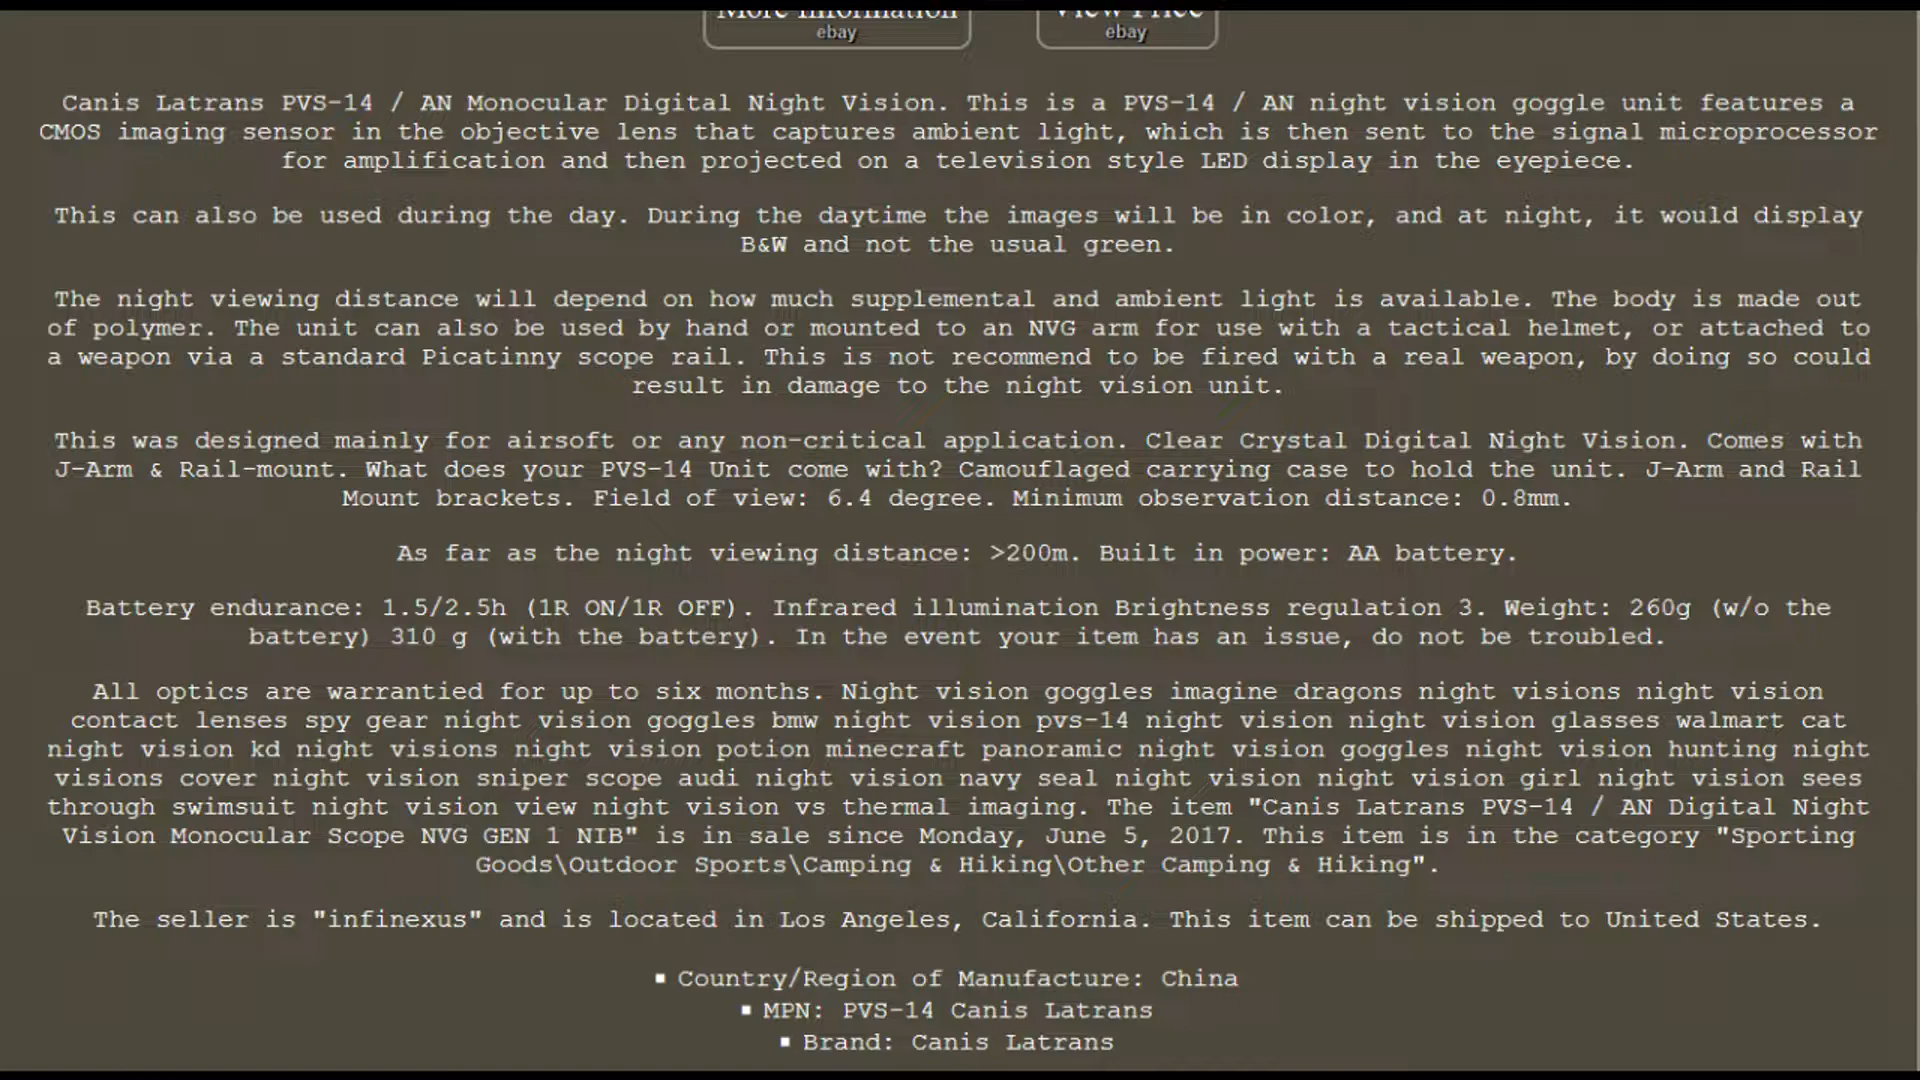 More Information
View Price
ebay
ebay
Canis Latrans PVS-14 / AN Monocular Digital Night Vision. This is a PVS-14 / AN night vision goggle unit features a
CMOS imaging sensor in the objective lens that captures ambient light, which is then sent to the signal microprocessor
for amplification and then projected on a television style LED display in the eyepiece.
This can also be used during the day. During the daytime the images will be in color, and at night, it would display
B&W and not the usual green.
The night viewing distance will depend on how much supplemental and ambient light is available. The body is made out
of polymer. The unit can also be used by hand or mounted to an NVG arm for use with a tactical helmet, or attached to
a weapon via a standard Picatinny scope rail. This is not recommend to be fired with a real weapon, by doing so could
result in damage to the night vision unit.
This was designed mainly for airsoft or any non-critical application. Clear Crystal Digital Night Vision. Comes with
J-Arm & Rail-mount. What does your PVS-14 Unit come with? Camouflaged carrying case to hold the unit. J-Arm and Rail
Mount brackets. Field of view: 6.4 degree. Minimum observation distance: 0.8mm.
As far as the night viewing distance: >200m. Built in power: AA battery.
Battery endurance: 1.5/2.5h (1R ON/1R OFF). Infrared illumination Brightness regulation 3. Weight: 260g (w/o the
battery) 310 g (with the battery). In the event your item has an issue, do not be troubled.
All optics are warrantied for up to six months. Night vision goggles imagine dragons night visions night vision
contact lenses spy gear night vision goggles bmw night vision pvs-14 night vision night vision glasses walmart cat
night vision kd night visions night vision potion minecraft panoramic night vision goggles night vision hunting night
visions cover night vision sniper scope audi night vision navy seal night vision night vision girl night vision sees
through swimsuit night vision view night vision vs thermal imaging. The item "Canis Latrans PVS-14 / AN Digital Night
Vision Monocular Scope NVG GEN 1 NIB" is in sale since Monday, June 5, 2017. This item is in the category "Sporting
Goods\Outdoor Sports\Camping & Hiking\Other Camping & Hiking".
The seller is "infinexus" and is located in Los Angeles, California. This item can be shipped to United States.
▪ Country/Region of Manufacture: China
▪ MPN: PVS-14 Canis Latrans
▪ Brand: Canis Latrans